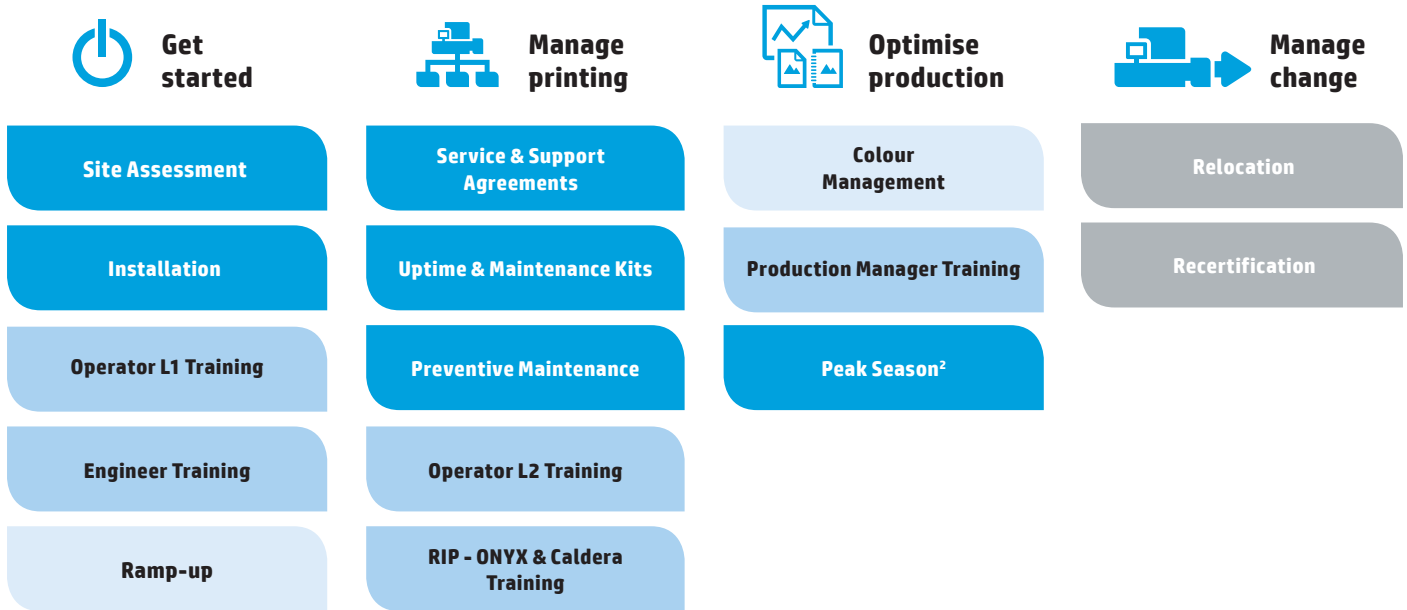 Get
started
Site Assessment
Installation
Operator L1 Training
Engineer Training
Ramp-up
Manage
printing
Service & Support
Agreements
Uptime & Maintenance Kits
Preventive Maintenance
Operator L2 Training
RIP - ONYX & Caldera
Training
Optimise
production
Colour
Management
Production Manager Training
Peak Season²
Manage
change
Relocation
Recertification